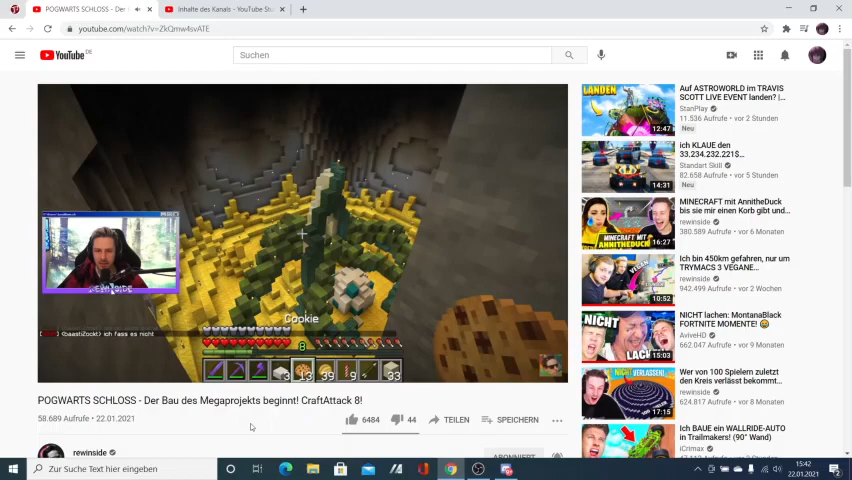 POGWARTS SCHLOSS - Der
Inhalte des Kanals - YouTube Stu
youtube.com/watch?v=ZkQmw4svATE
YouTube DE
Suchen
REWINSIDE
Cookie
<baastiZockt> ich fass es nicht
8
3 13 39 9 33
POGWARTS SCHLOSS - Der Bau des Megaprojekts beginnt! CraftAttack 8!
58.689 Aufrufe • 22.01.2021
6484
44
TEILEN
SPEICHERN
rewinside
ABONNIERT
LANDEN
12:47
Auf ASTROWORLD im TRAVIS
SCOTT LIVE EVENT landen? |...
StanPlay
11.536 Aufrufe • vor 2 Stunden
Neu
14:31
ich KLAUE den
33,234,232,221$...
Standart Skill
82.658 Aufrufe • vor 5 Stunden
Neu
16:27
MINECRAFT mit AnnitheDuck
bis sie mir einen Korb gibt und...
rewinside
380.589 Aufrufe • vor 6 Monaten
MINECRAFT MIT
ANNITHEDUCK
10:52
Ich bin 450km gefahren, nur um
TRYMACS 3 VEGANE...
rewinside
942.499 Aufrufe • vor 2 Wochen
NICHT
LACH
15:03
NICHT lachen: MontanaBlack
FORTNITE MOMENTE!
AviveHD
662.047 Aufrufe • vor 9 Monaten
NICHT VERLASSEN!
17:15
Wer von 100 Spielern zuletzt
den Kreis verlässt bekommt...
rewinside
624.817 Aufrufe • vor 8 Monaten
Ich BAUE ein WALLRIDE-AUTO
in Trailmakers! (90° Wand)
iCrimax
Zur Suche Text hier eingeben
15:42
22.01.2021
2